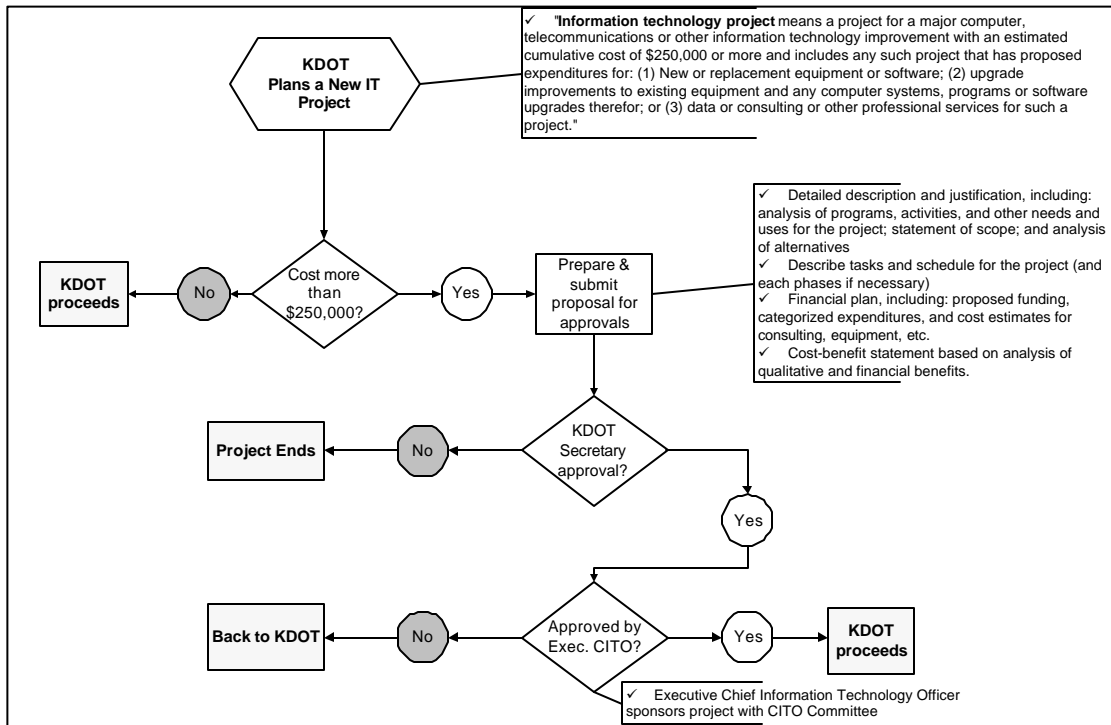 KDOT
Plans a New IT
Project
✓ "Information technology project means a project for a major computer,
telecommunications or other information technology improvement with an estimated
cumulative cost of $250,000 or more and includes any such project that has proposed
expenditures for: (1) New or replacement equipment or software; (2) upgrade
improvements to existing equipment and any computer systems, programs or software
upgrades therefor; or (3) data or consulting or other professional services for such a
project."
✓ Detailed description and justification, including:
analysis of programs, activities, and other needs and
uses for the project; statement of scope; and analysis
of alternatives
✓ Describe tasks and schedule for the project (and
each phases if necessary)
✓ Financial plan, including: proposed funding,
categorized expenditures, and cost estimates for
consulting, equipment, etc.
✓ Cost-benefit statement based on analysis of
qualitative and financial benefits.
KDOT
proceeds
No
Cost more
than
$250,000?
Yes
Prepare &
submit
proposal for
approvals
Project Ends
No
KDOT
Secretary
approval?
Yes
Back to KDOT
No
Approved by
Exec. CITO?
Yes
KDOT
proceeds
✓ Executive Chief Information Technology Officer
sponsors project with CITO Committee